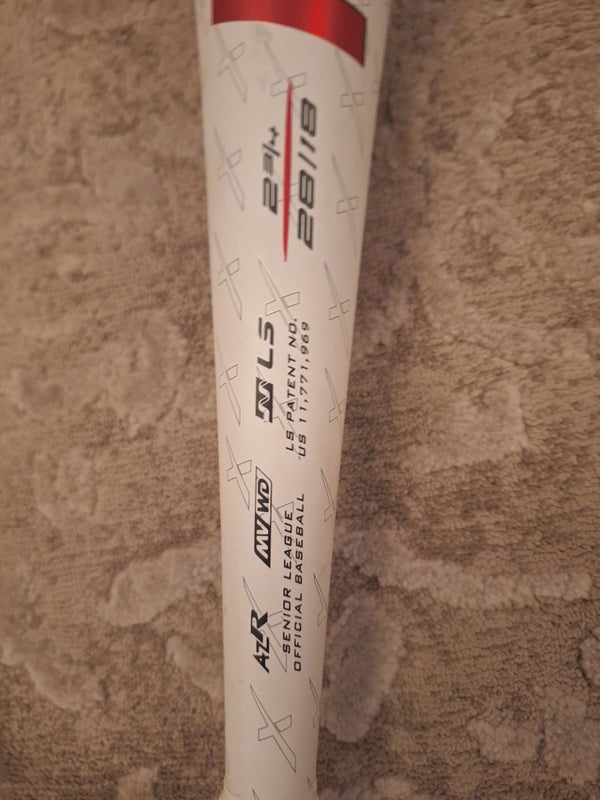 2 3/4
28/18
LS
LS PATENT NO.
US 11,771,969
MV/WD
SENIOR LEAGUE
OFFICIAL BASEBALL
AZR